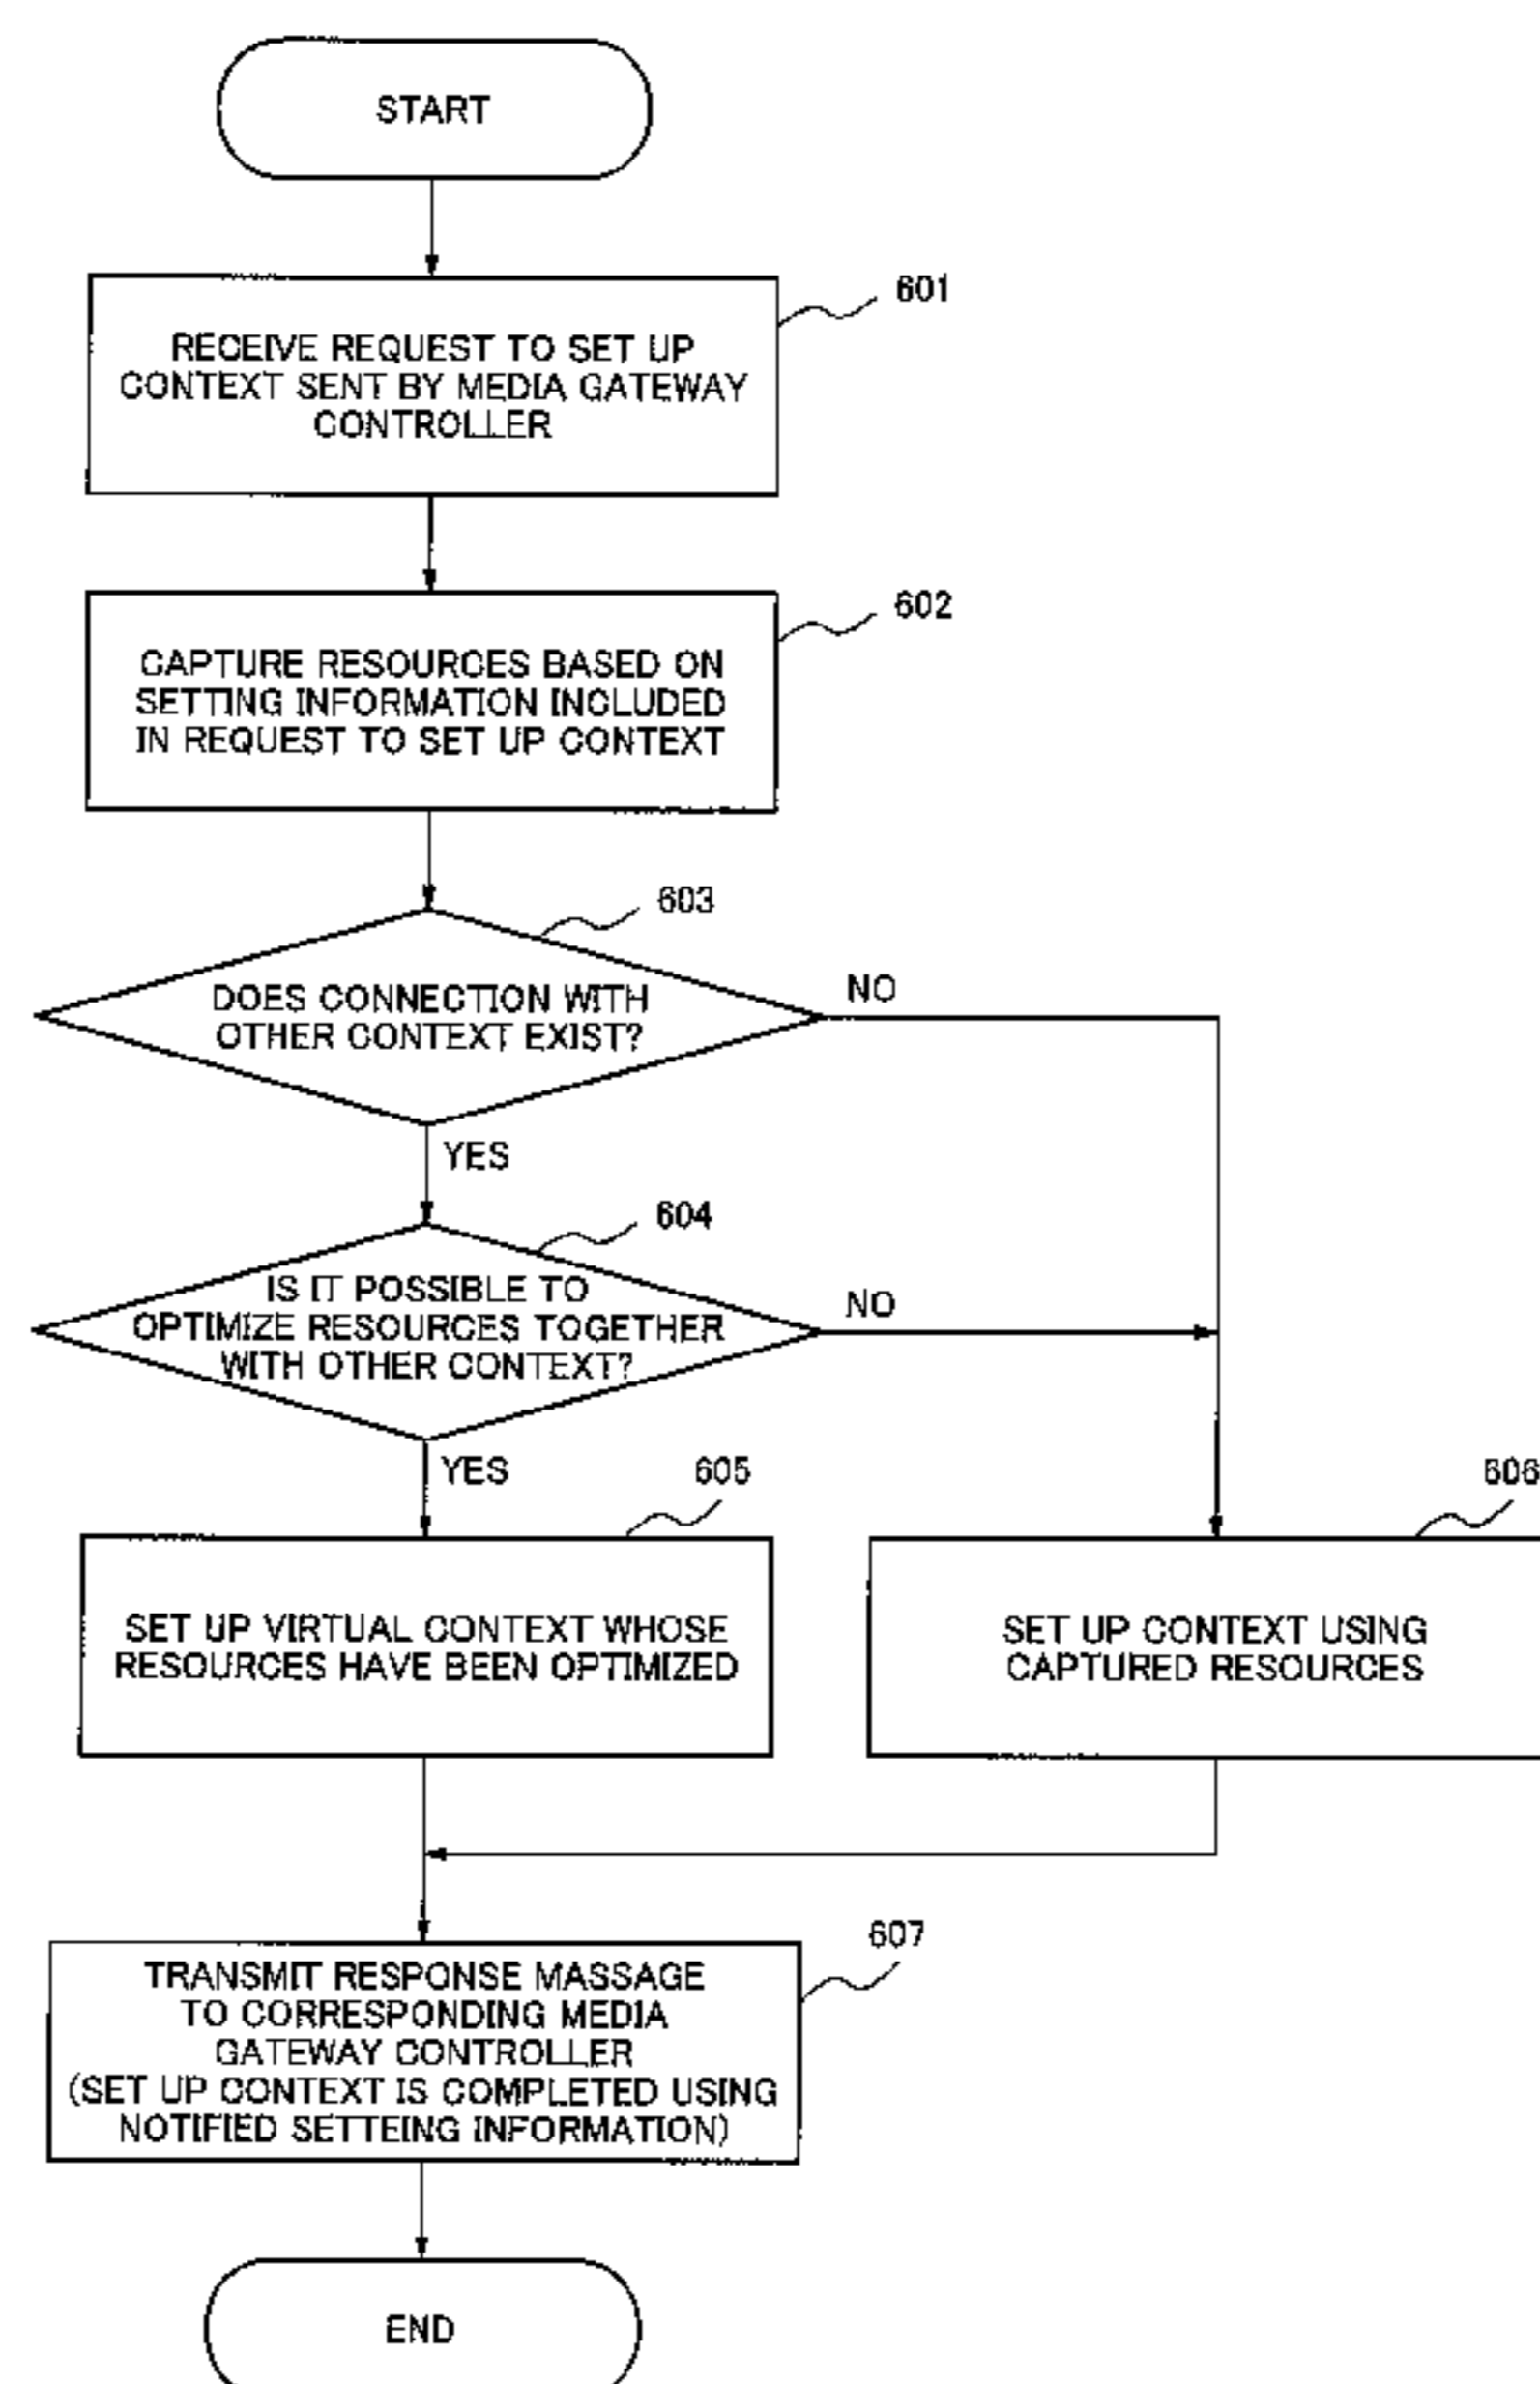 START
601
RECEIVE REQUEST TO SET UP
CONTEXT SENT BY MEDIA GATEWAY
CONTROLLER
602
CAPTURE RESOURCES BASED ON
SETTING INFORMATION INCLUDED
IN REQUEST TO SET UP CONTEXT
603
DOES CONNECTION WITH
OTHER CONTEXT EXIST?
NO
YES
604
IS IT POSSIBLE TO
OPTIMIZE RESOURCES TOGETHER
WITH OTHER CONTEXT?
NO
YES
605
606
SET UP VIRTUAL CONTEXT WHOSE
RESOURCES HAVE BEEN OPTIMIZED
SET UP CONTEXT USING
CAPTURED RESOURCES
607
TRANSMIT RESPONSE MASSAGE
TO CORRESPONDING MEDIA
GATEWAY CONTROLLER
(SET UP CONTEXT IS COMPLETED USING
NOTIFIED SETTEING INFORMATION)
END